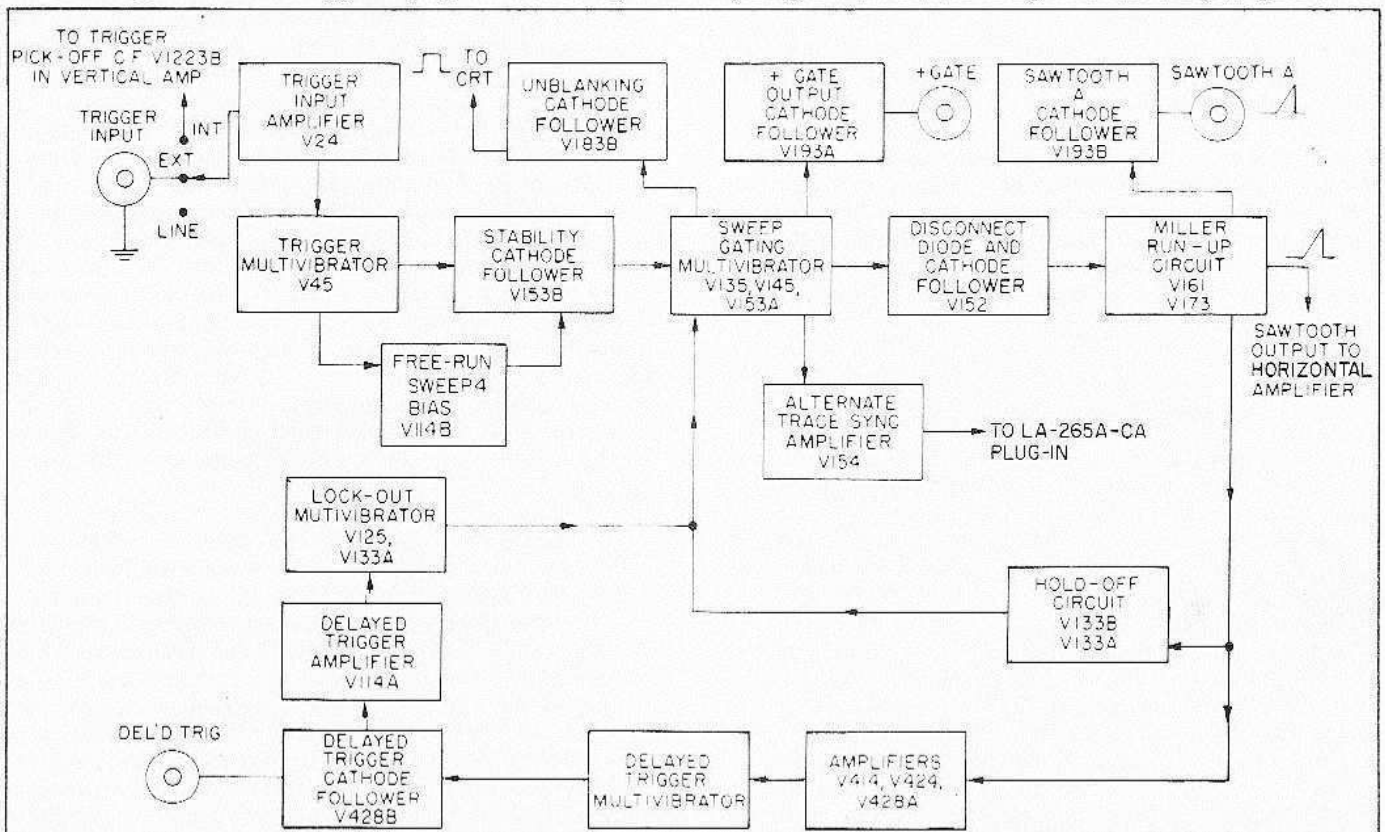 TO TRIGGER
PICK-OFF C.F. V1223B
IN VERTICAL AMP
TRIGGER
INPUT
INT
EXT
LINE
TRIGGER
INPUT
AMPLIFIER
V24
TO
CRT
UNBLANKING
CATHODE
FOLLOWER
V183B
+ GATE
OUTPUT
CATHODE
FOLLOWER
V193A
+GATE
SAWTOOTH
A
CATHODE
FOLLOWER
V193B
SAWTOOTH A
TRIGGER
MULTIVIBRATOR
V45
STABILITY-
CATHODE
FOLLOWER
V153B
SWEEP
GATING
MULTIVIBRATOR
V135, V145,
V153A
DISCONNECT
DIODE AND
CATHODE
FOLLOWER
V152
MILLER
RUN-UP
CIRCUIT
V161
V173
SAWTOOTH
OUTPUT TO
HORIZONTAL
AMPLIFIER
FREE-RUN
SWEEP4
BIAS
V114B
ALTERNATE
TRACE SYNC
AMPLIFIER
V154
TO LA-265A-CA
PLUG-IN
LOCK-OUT
MUTIVIBRATOR
V125,
V133A
HOLD-OFF
CIRCUIT
V133B
V133A
DELAYED
TRIGGER
AMPLIFIER
V114A
DEL'D TRIG
DELAYED
TRIGGER
CATHODE
FOLLOWER
V428B
DELAYED
TRIGGER
MULTIVIBRATOR
AMPLIFIERS
V414, V424,
V428A